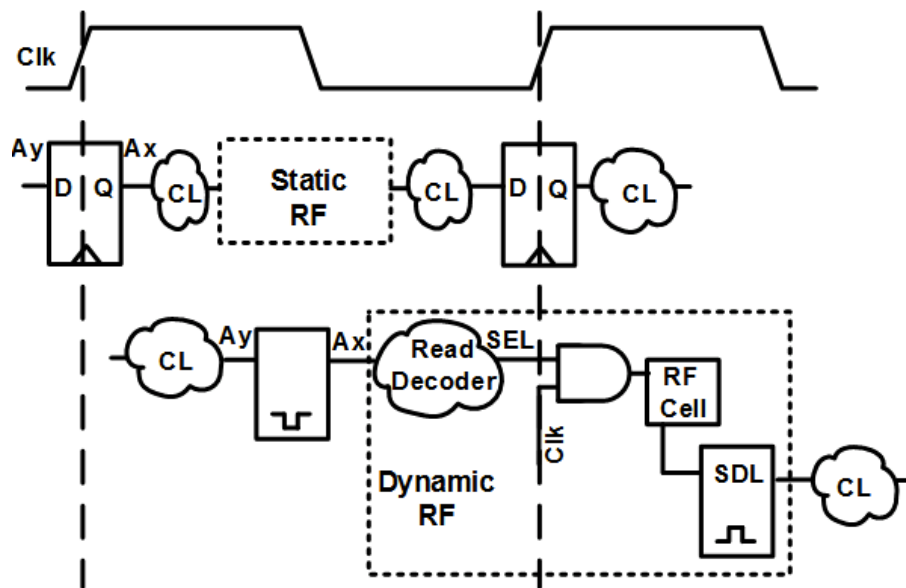 Clk
Ay Ax
D Q CL Static RF CL D Q CL
CL Ay Ax Read Decoder SEL RF Cell
Clk
Dynamic RF
SDL CL